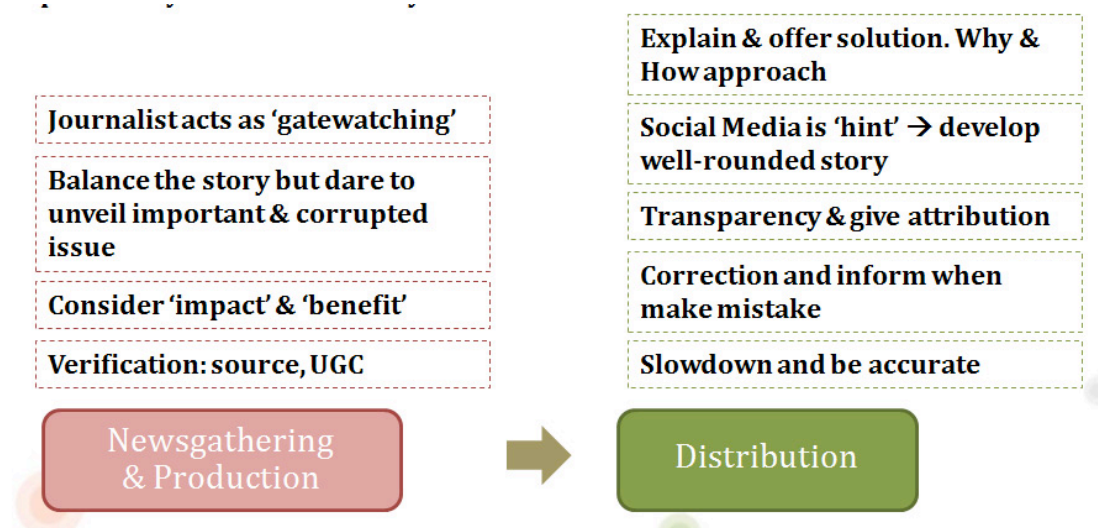 Journalist acts as ‘gatewatching’
Balance the story but dare to
unveil important & corrupted
issue
Consider ‘impact’ & ‘benefit’
Verification: source, UGC
Newsgathering
& Production
Explain & offer solution. Why &
How approach
Social Media is ‘hint’ → develop
well-rounded story
Transparency & give attribution
Correction and inform when
make mistake
Slowdown and be accurate
Distribution